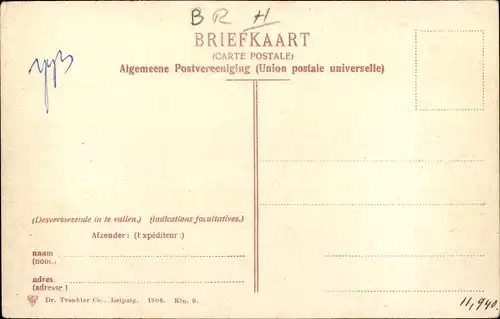 B R H
BRIEFKAART
(CARTE POSTALE)
Algemeene Postvereeniging (Union postale universelle)
(Desverkiezende in te vullen.) (indications facultatives.)
Afzender: (Expéditeur:)
naam
(nom..
adres.
(adresse)
Dr. Trenkler Co., Leipzig. 1906. Kln. 9.
11,940.